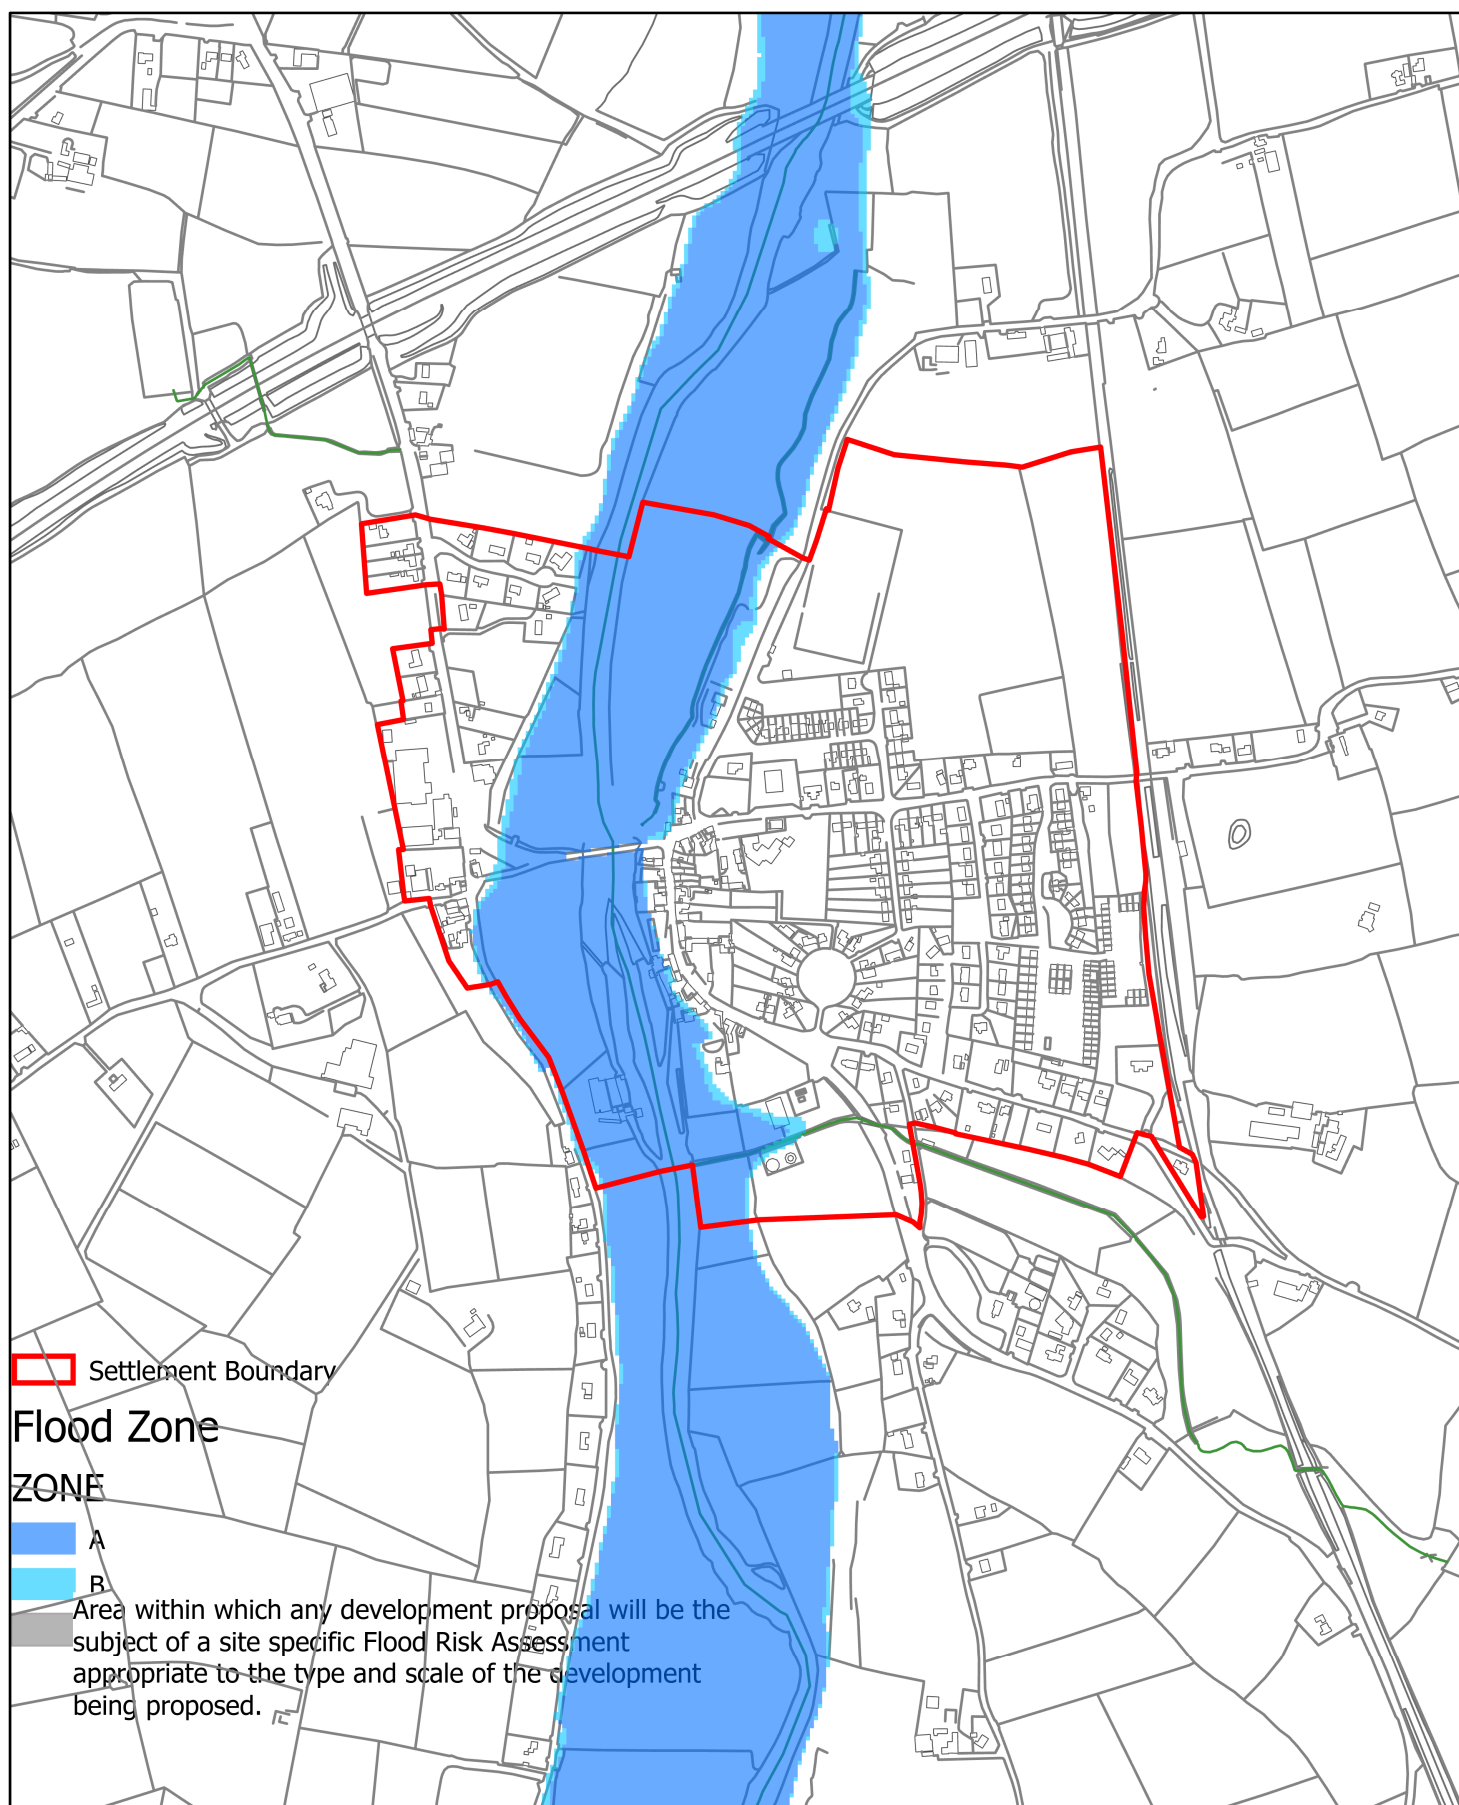 Settlement Boundary
Flood Zone
ZONE
A
B
Area within which any development proposal will be the
subject of a site specific Flood Risk Assessment
appropriate to the type and scale of the development
being proposed.